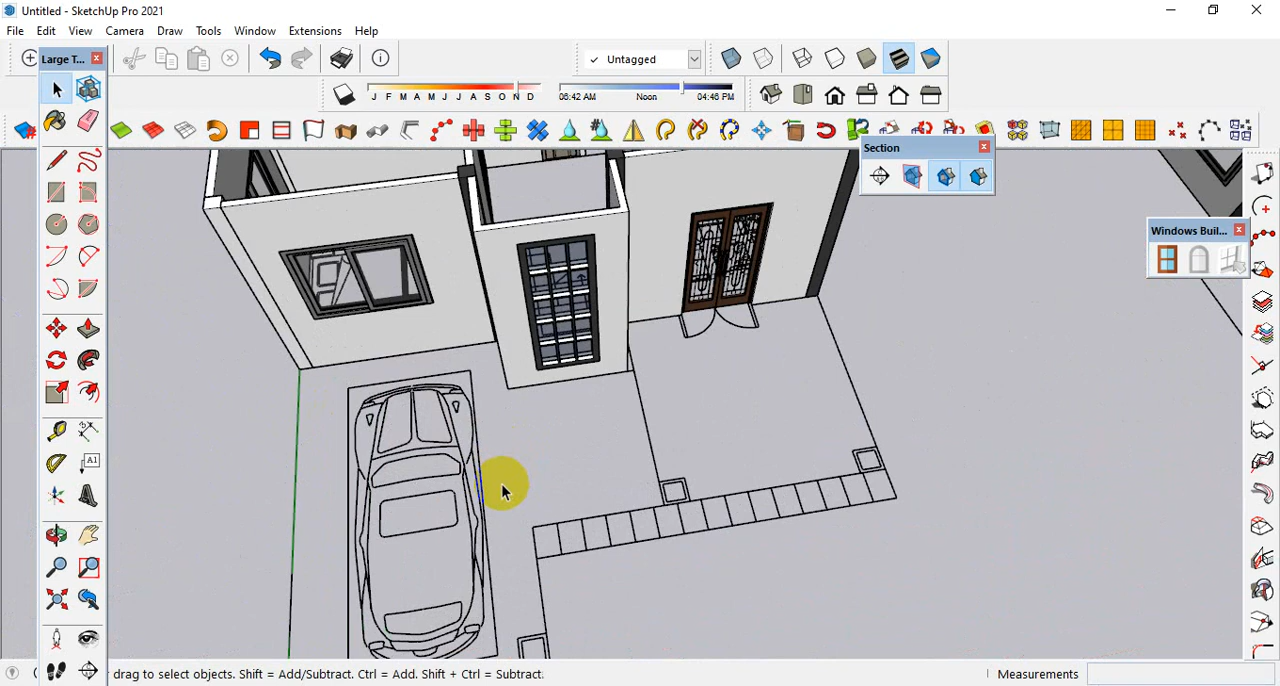 Untitled - SketchUp Pro 2021
File Edit View Camera Draw Tools Window Extensions Help
Large T...
Untagged
J F M A M J J A S O N D
06:42 AM Noon 04:46 PM
Section
Windows Buil...
A1
drag to select objects. Shift = Add/Subtract. Ctrl = Add. Shift + Ctrl = Subtract.
Measurements